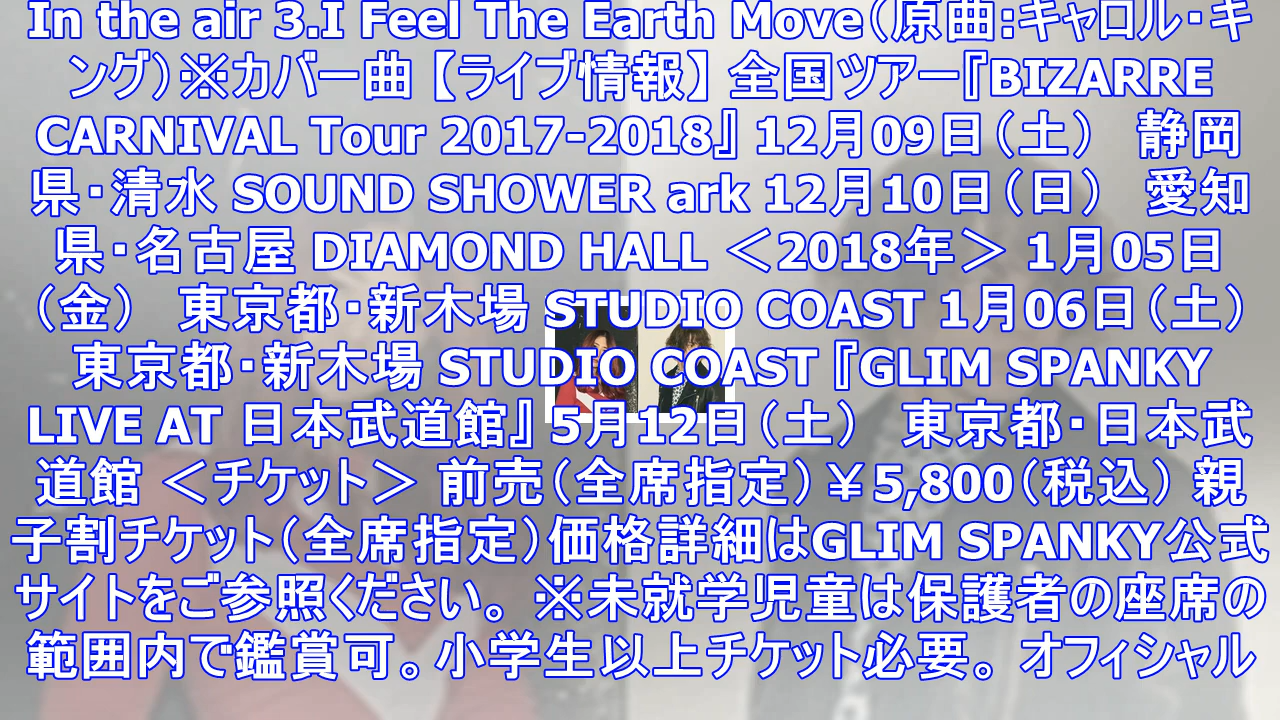 In the air 3.I Feel The Earth Move（原曲:キャロル・キ
ング）※カバー曲【ライブ情報】 全国ツアー『BIZARRE
CARNIVAL Tour 2017-2018』 12月09日（土）　静岡
県・清水 SOUND SHOWER ark 12月10日（日）　愛知
県・名古屋 DIAMOND HALL ＜2018年＞ 1月05日
（金）　東京都・新木場 STUDIO COAST 1月06日（土）
東京都・新木場 STUDIO COAST 『GLIM SPANKY
LIVE AT 日本武道館』 5月12日（土）　東京都・日本武
道館 ＜チケット＞ 前売（全席指定）￥5,800（税込） 親
子割チケット（全席指定）価格詳細はGLIM SPANKY公式
サイトをご参照ください。 ※未就学児童は保護者の座席の
範囲内で鑑賞可。小学生以上チケット必要。 オフィシャル